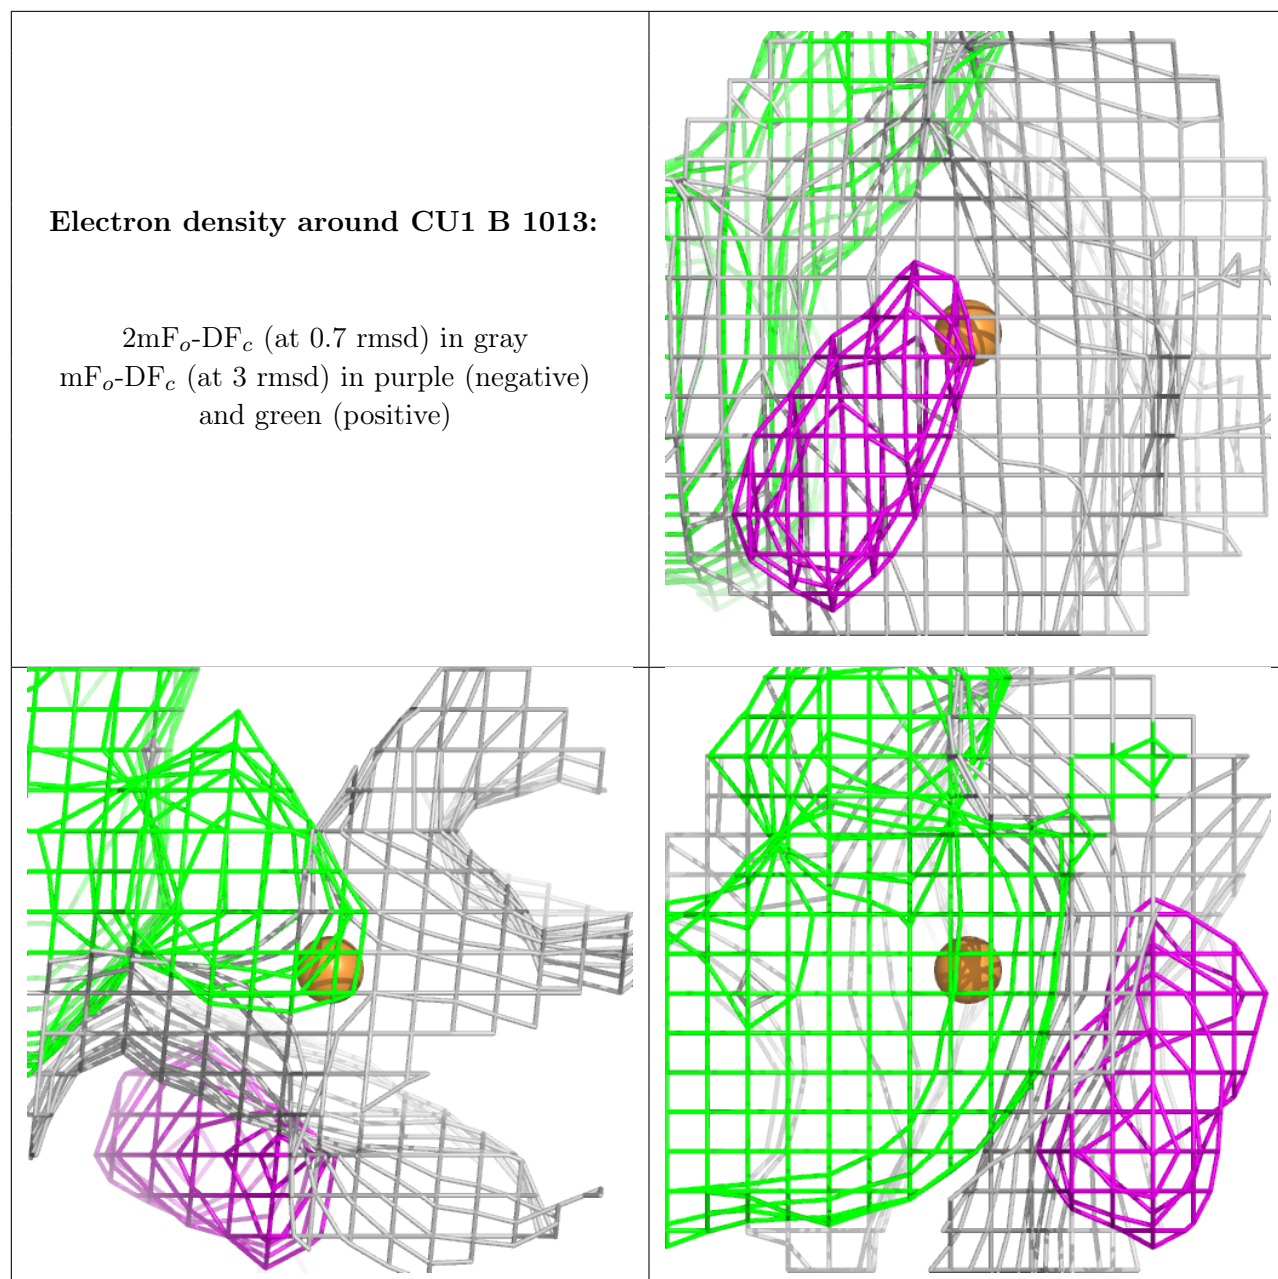 Electron density around CU1 B 1013:
2mFo-DFc (at 0.7 rmsd) in gray
mFo-DFc (at 3 rmsd) in purple (negative)
and green (positive)